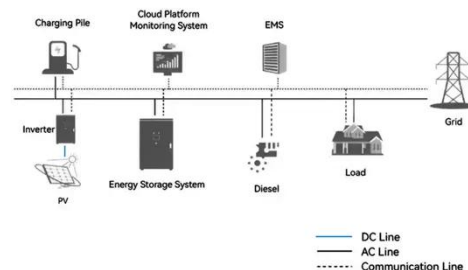 Charging Pile
Cloud Platform
Monitoring System
EMS
Grid
Inverter
PV
Energy Storage System
Diesel
Load
DC Line
AC Line
Communication Line